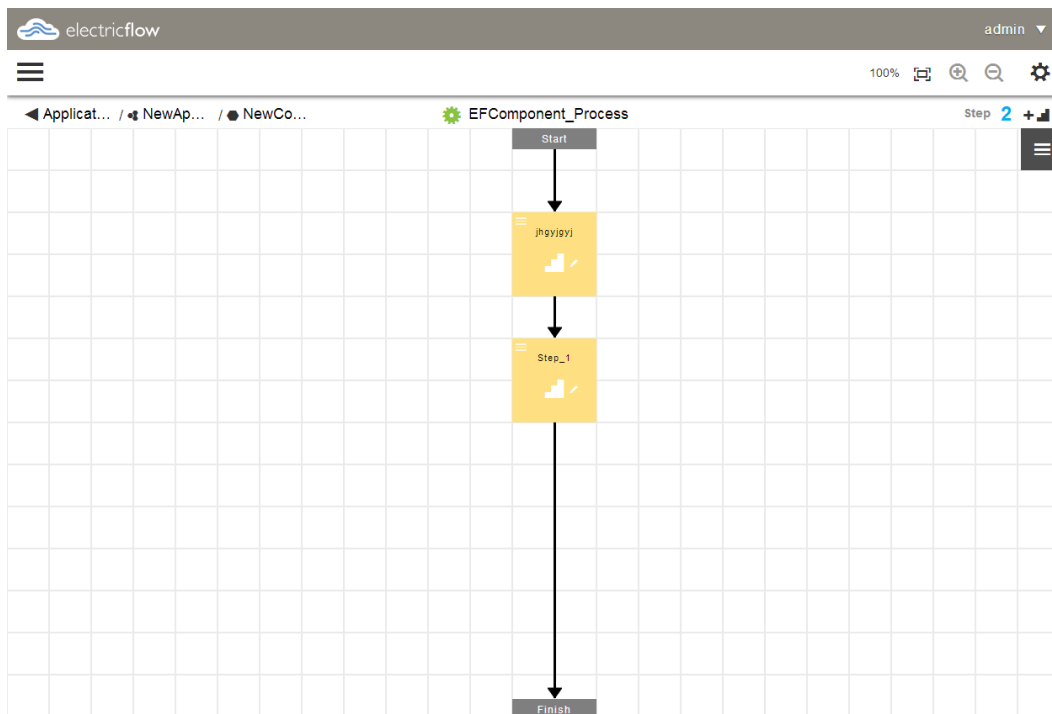 electricflow
admin
100%
Applicat... / NewAp... / NewCo...
EFComponent_Process
Step 2
Start
jhgyjgyj
Step_1
Finish